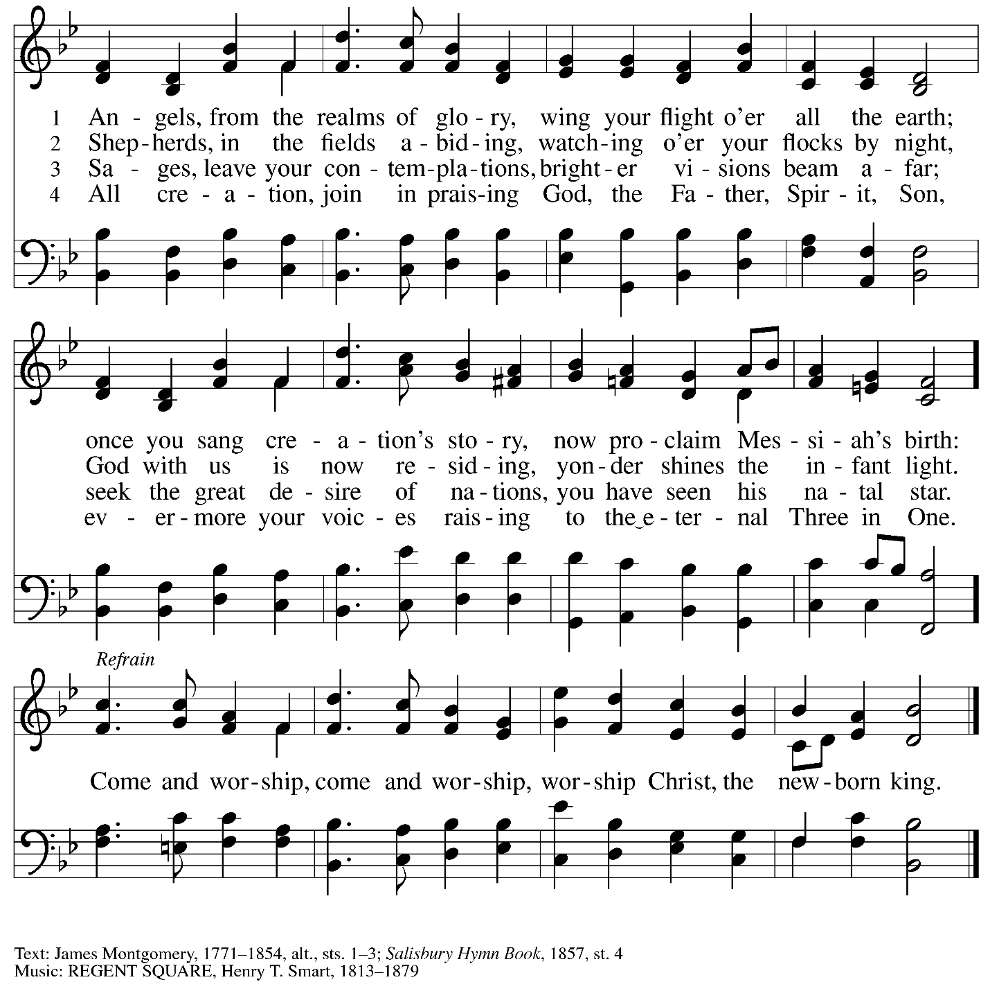 1 An - gels, from the realms of glo - ry, wing your flight o’er all the earth;
2 Shep - herds, in the fields a - bid - ing, watch - ing o’er your flocks by night,
3 Sa - ges, leave your con - tem - pla - tions, bright - er vi - sions beam a - far;
4 All cre - a - tion, join in prais - ing God, the Fa - ther, Spir - it, Son,
once you sang cre - a - tion’s sto - ry, now pro - claim Mes - si - ah’s birth:
God with us is now re - sid - ing, yon - der shines the in - fant light.
seek the great de - sire of na - tions, you have seen his na - tal star.
ev - er - more your voic - es rais - ing to the e - ter - nal Three in One.
Refrain
Come and wor - ship, come and wor - ship, wor - ship Christ, the new - born king.
Text: James Montgomery, 1771–1854, alt., sts. 1–3; Salisbury Hymn Book, 1857, st. 4
Music: REGENT SQUARE, Henry T. Smart, 1813–1879